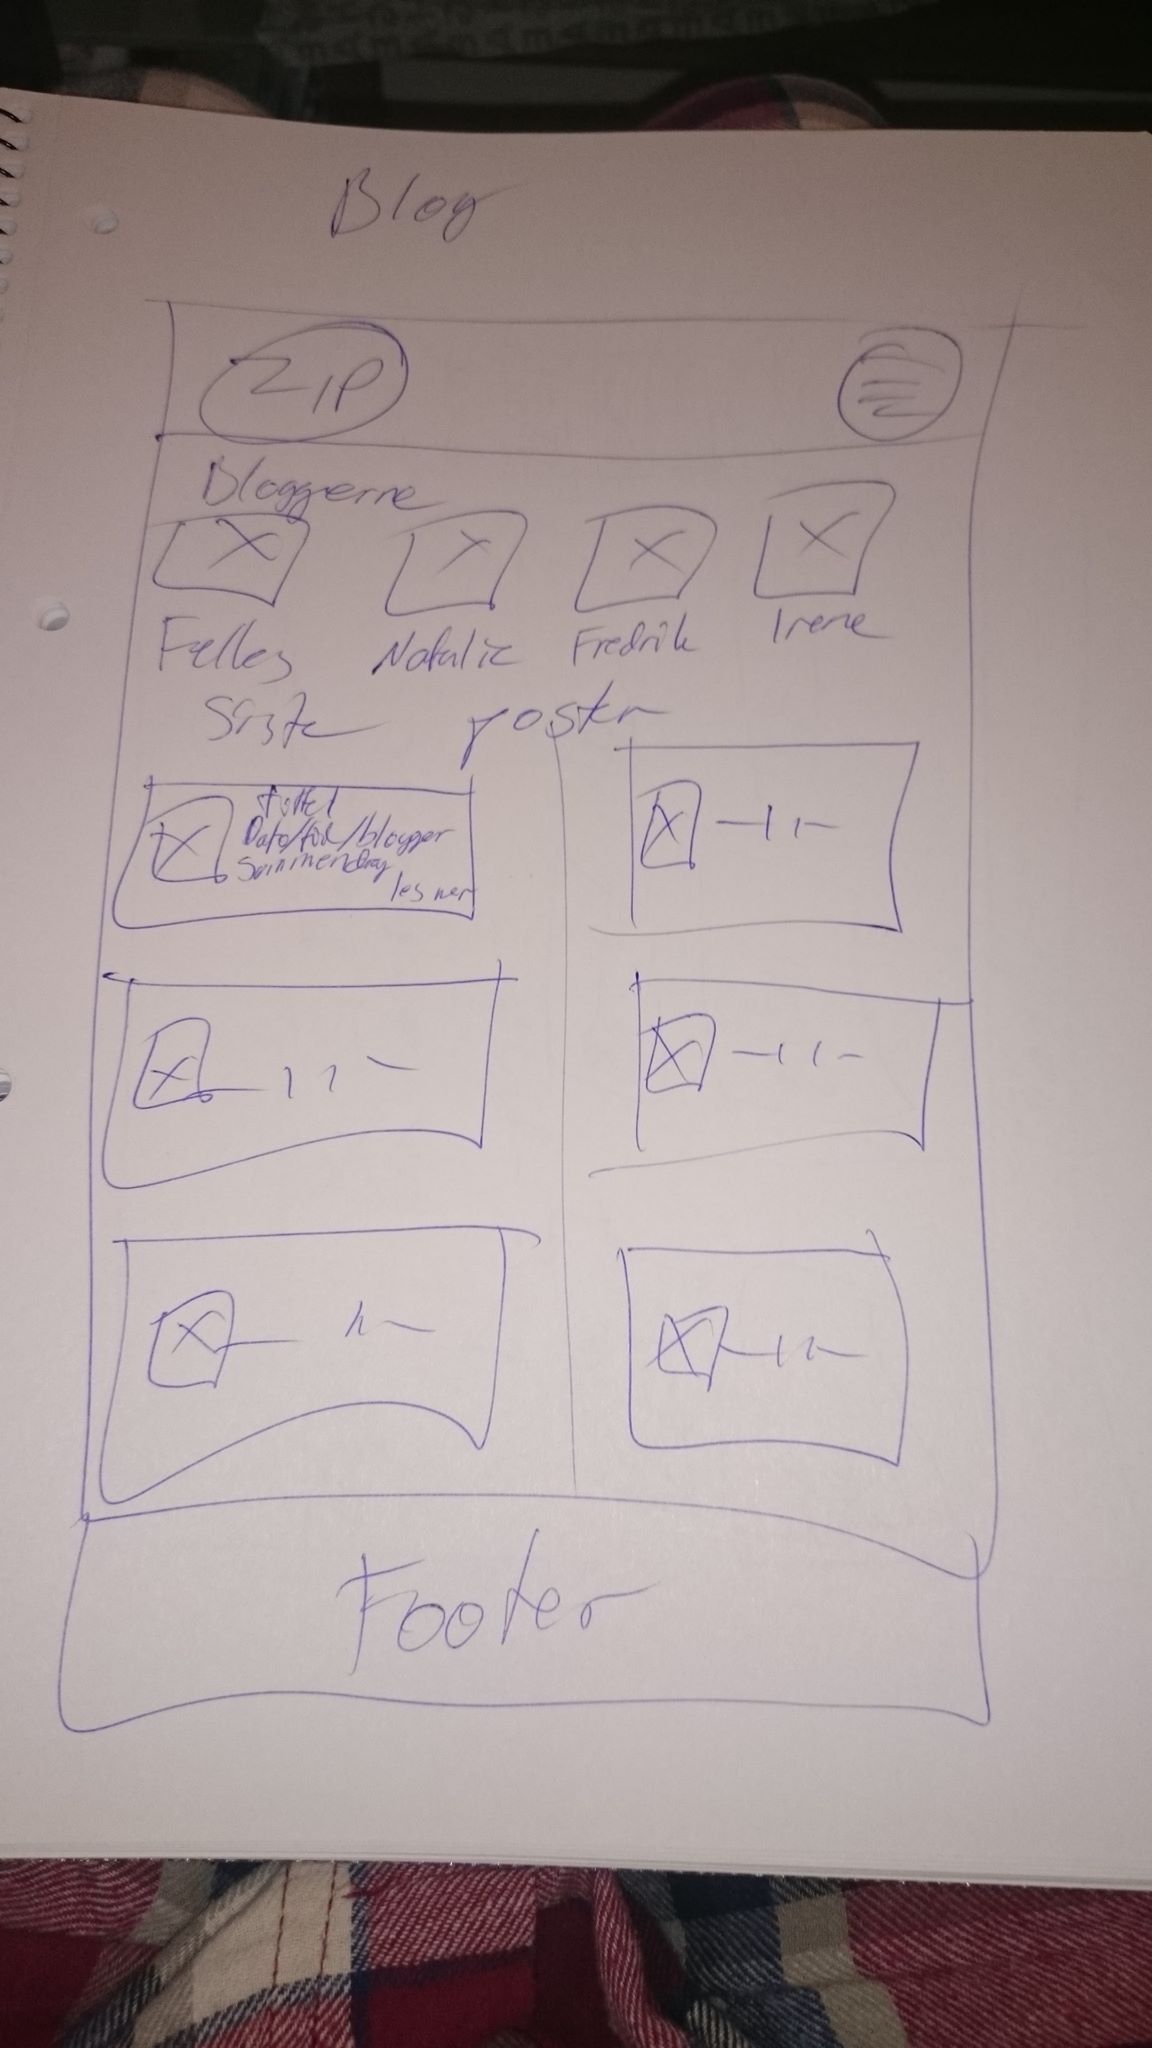 Blog
ZIP
Bloggerne
Felles Natalie Fredrik Irene
Siste poster
Tittel
Dato/tid/blogger
Sammendrag
les mer
Footer